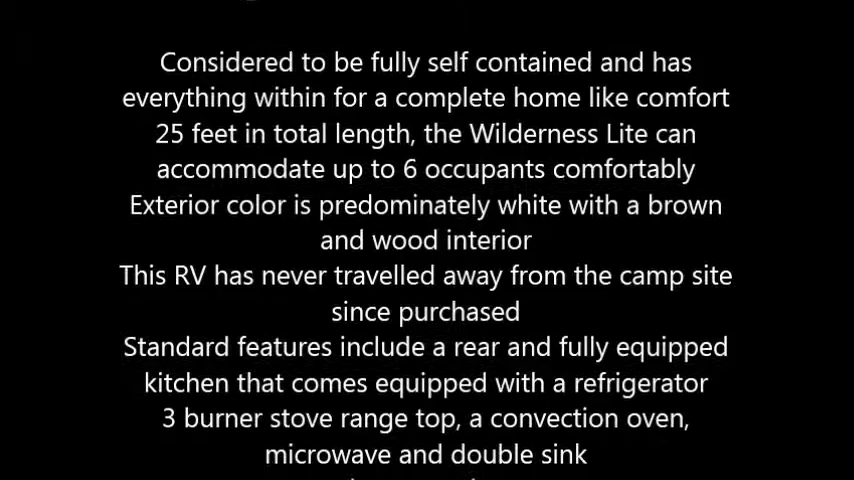 Considered to be fully self contained and has
everything within for a complete home like comfort
25 feet in total length, the Wilderness Lite can
accommodate up to 6 occupants comfortably
Exterior color is predominately white with a brown
and wood interior
This RV has never travelled away from the camp site
since purchased
Standard features include a rear and fully equipped
kitchen that comes equipped with a refrigerator
3 burner stove range top, a convection oven,
microwave and double sink